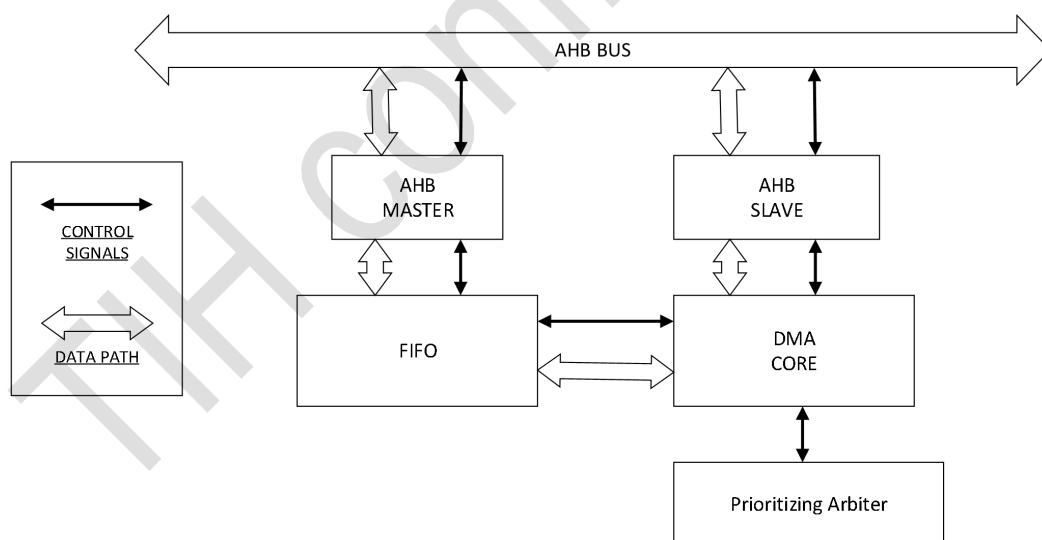 AHB BUS
AHB
MASTER
AHB
SLAVE
CONTROL
SIGNALS
DATA PATH
FIFO
DMA
CORE
Prioritizing Arbiter